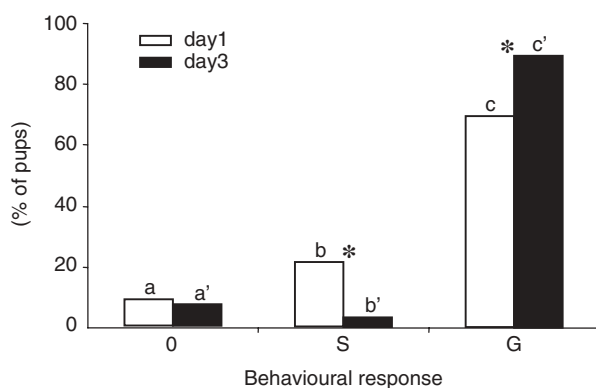 100
80
60
40
20
0
(% of pups)
day1
day3
a
a’
b
*
b’
c
*
c’
0
S
G
Behavioural response